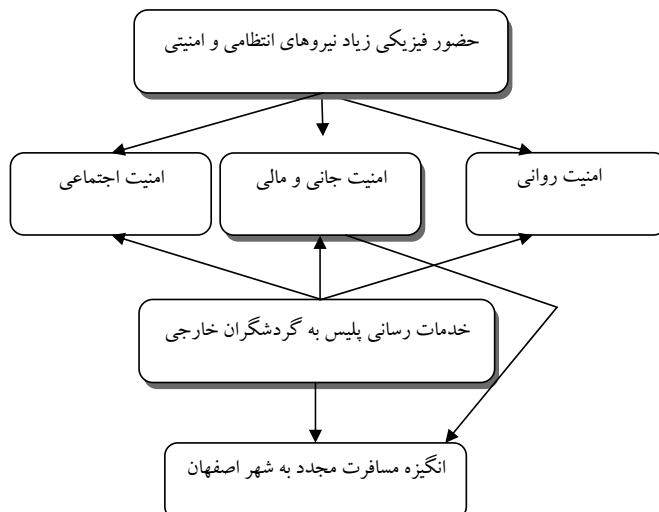 حضور فیزیکی زیاد نیروهای انتظامی و امنیتی
امنیت روانی
امنیت جانی و مالی
امنیت اجتماعی
خدمات رسانی پلیس به گردشگران خارجی
انگیزه مسافرت مجدد به شهر اصفهان